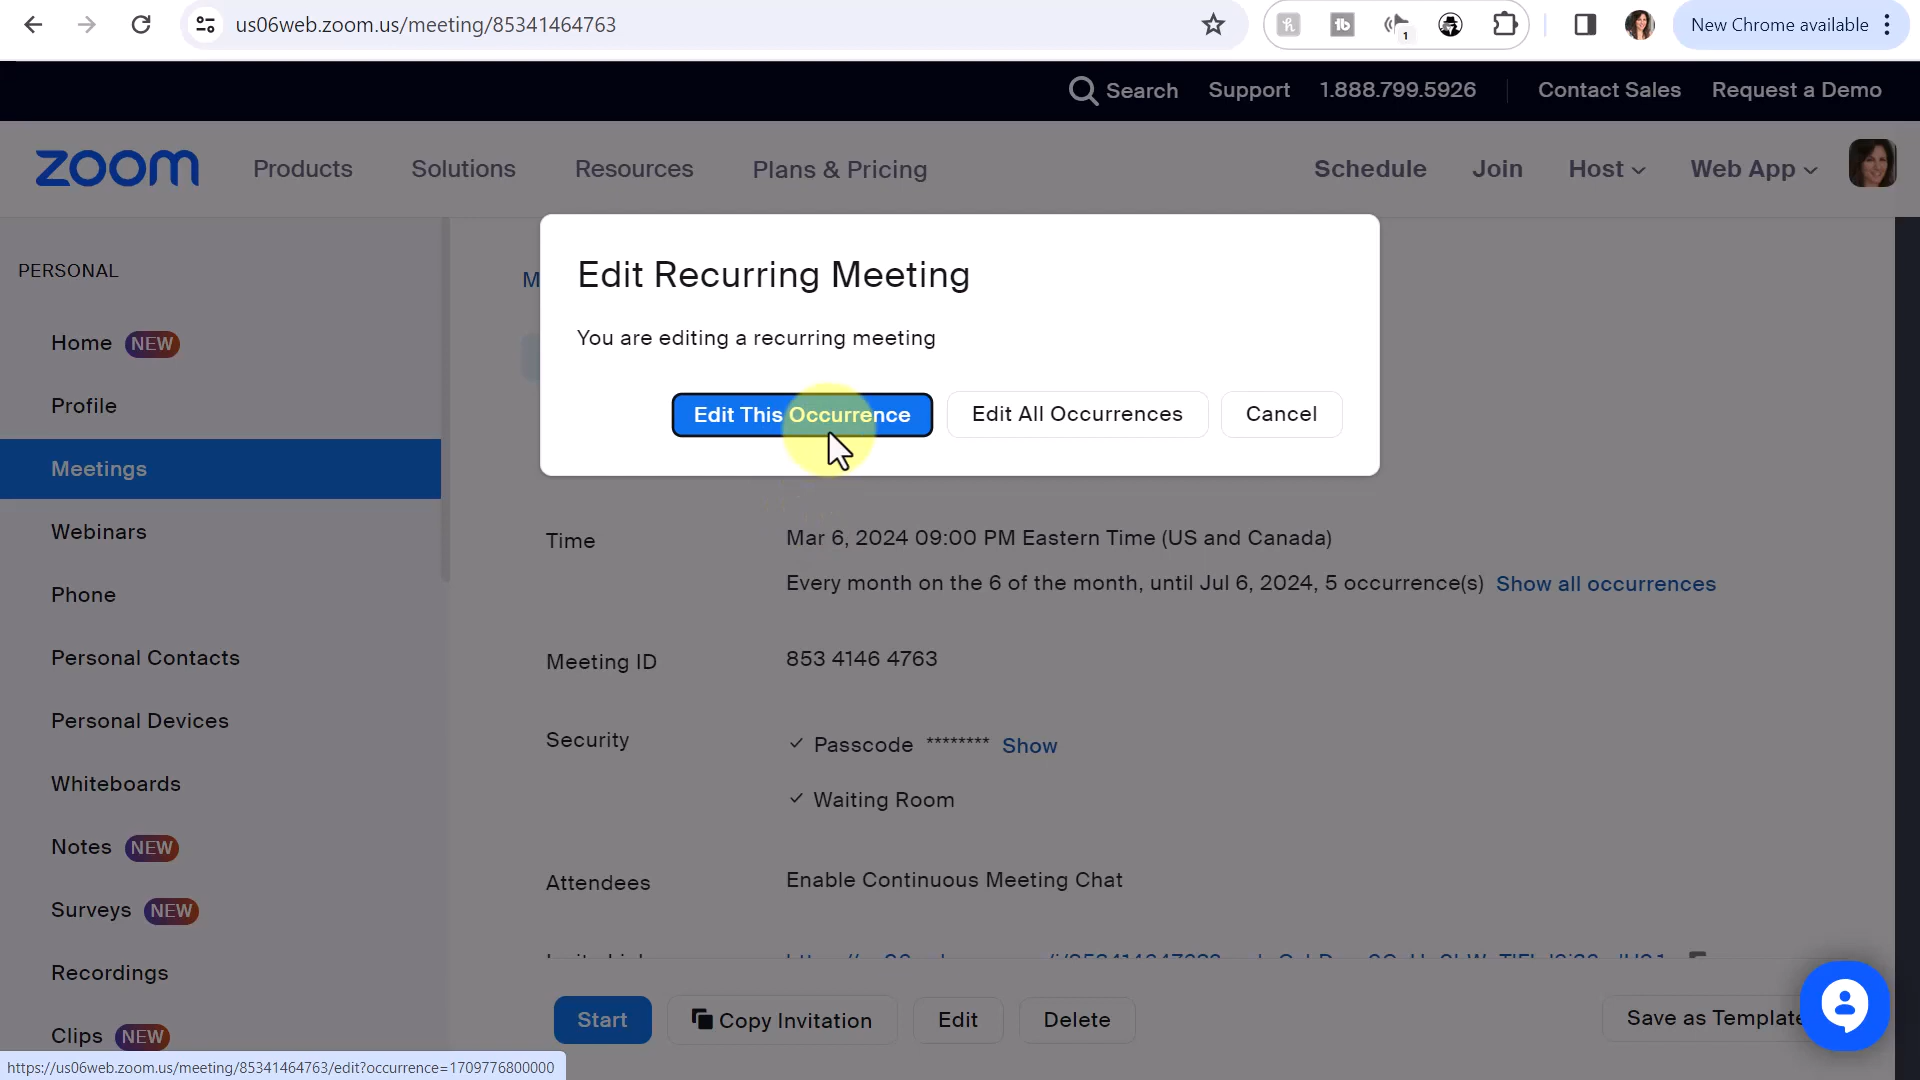 us06web.zoom.us/meeting/85341464763
1
New Chrome available
Search
Support
1.888.799.5926
Contact Sales
Request a Demo
zoom
Products
Solutions
Resources
Plans & Pricing
Schedule
Join
Host
Web App
PERSONAL
Home NEW
Profile
Meetings
Webinars
Phone
Personal Contacts
Personal Devices
Whiteboards
Notes NEW
Surveys NEW
Recordings
Clips NEW
M
Edit Recurring Meeting
You are editing a recurring meeting
Edit This Occurrence
Edit All Occurrences
Cancel
Time
Mar 6, 2024 09:00 PM Eastern Time (US and Canada)
Every month on the 6 of the month, until Jul 6, 2024, 5 occurrence(s) Show all occurrences
Meeting ID
853 4146 4763
Security
Passcode ******** Show
Waiting Room
Attendees
Enable Continuous Meeting Chat
Start
Copy Invitation
Edit
Delete
Save as Template
https://us06web.zoom.us/meeting/85341464763/edit?occurrence=1709776800000